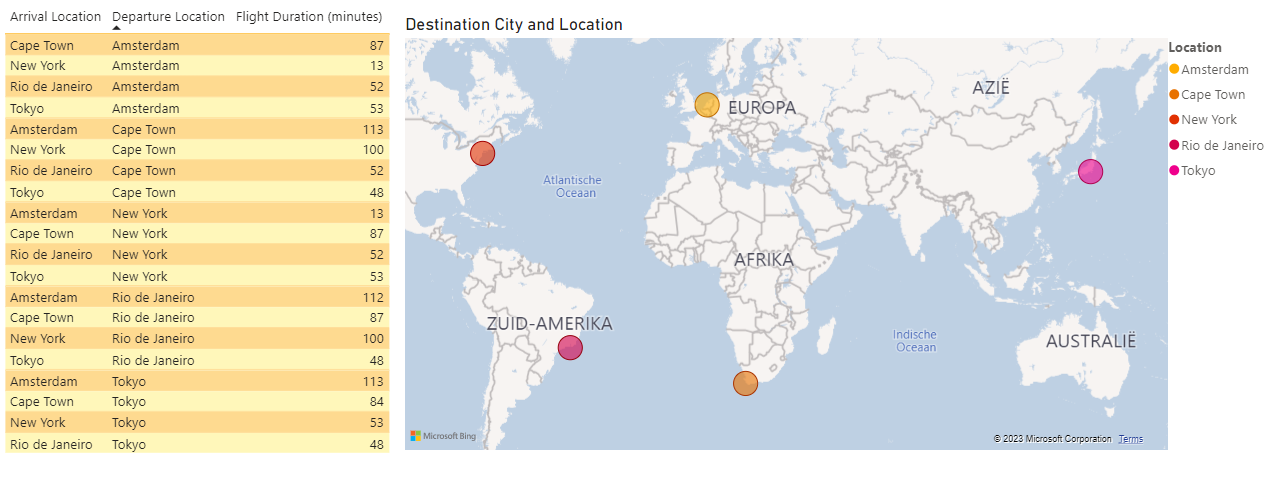 Arrival Location Departure Location Flight Duration (minutes)
Cape Town Amsterdam 87
New York Amsterdam 13
Rio de Janeiro Amsterdam 52
Tokyo Amsterdam 53
Amsterdam Cape Town 113
New York Cape Town 100
Rio de Janeiro Cape Town 52
Tokyo Cape Town 48
Amsterdam New York 13
Cape Town New York 87
Rio de Janeiro New York 52
Tokyo New York 53
Amsterdam Rio de Janeiro 112
Cape Town Rio de Janeiro 87
New York Rio de Janeiro 100
Tokyo Rio de Janeiro 48
Amsterdam Tokyo 113
Cape Town Tokyo 84
New York Tokyo 53
Rio de Janeiro Tokyo 48
Destination City and Location
AZIË
EUROPA
Atlantische
Oceaan
AFRIKA
ZUID-AMERIKA
Indische
Oceaan
AUSTRALIË
Microsoft Bing
© 2023 Microsoft Corporation Terms
Location
Amsterdam
Cape Town
New York
Rio de Janeiro
Tokyo